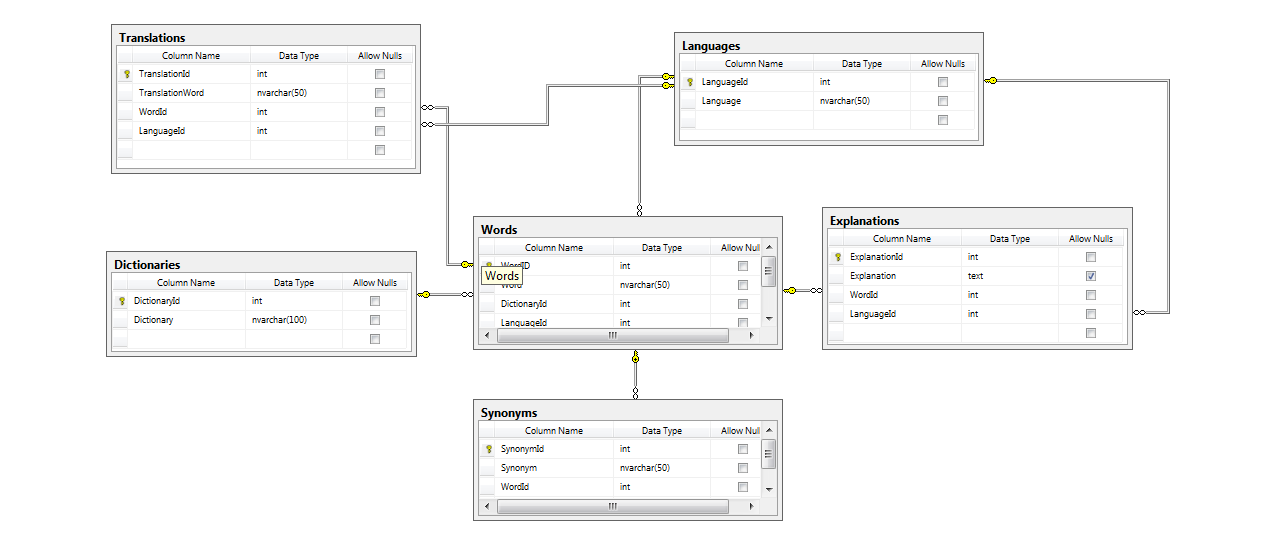 Translations
Column Name Data Type Allow Nulls
TranslationId int
TranslationWord nvarchar(50)
WordId int
LanguageId int
Languages
Column Name Data Type Allow Nulls
LanguageId int
Language nvarchar(50)
Dictionaries
Column Name Data Type Allow Nulls
DictionaryId int
Dictionary nvarchar(100)
Words
Column Name Data Type Allow Nul
WordID int
Words
Word nvarchar(50)
DictionaryId int
LanguageId int
Explanations
Column Name Data Type Allow Nulls
ExplanationId int
Explanation text
WordId int
LanguageId int
Synonyms
Column Name Data Type Allow Nul
SynonymId int
Synonym nvarchar(50)
WordId int